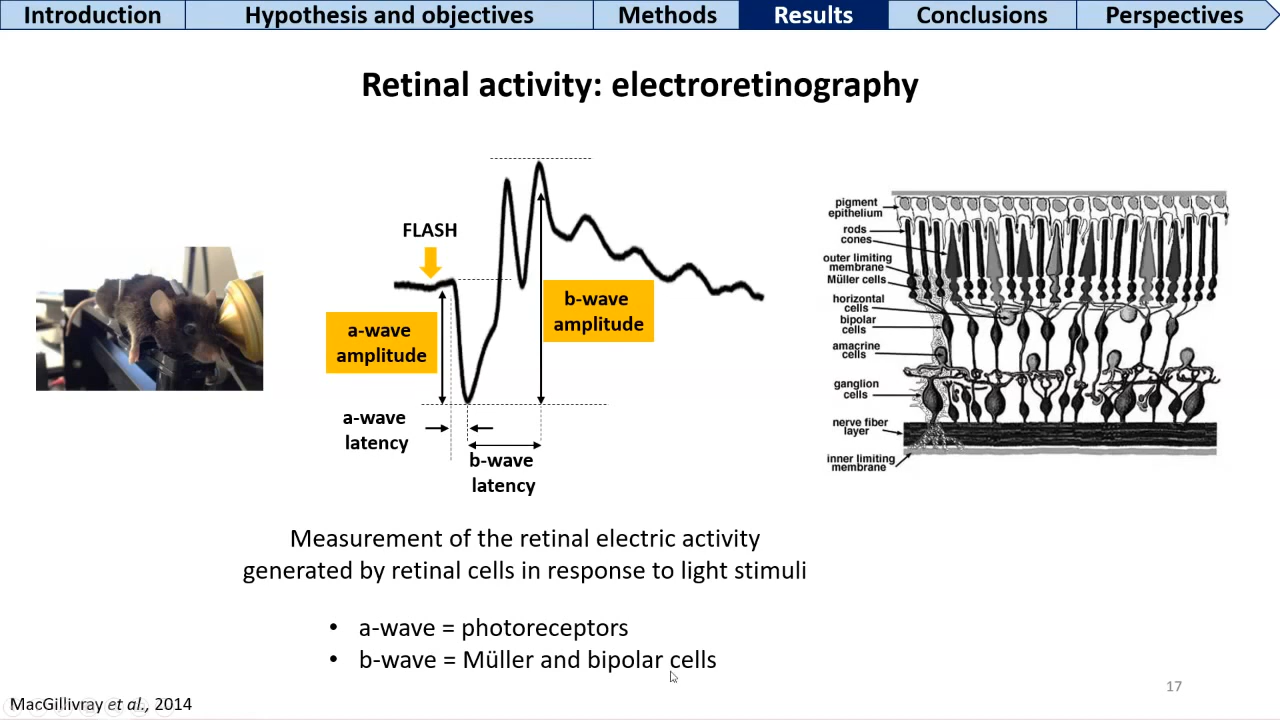 Introduction
Hypothesis and objectives
Methods
Results
Conclusions
Perspectives
Retinal activity: electroretinography
FLASH
a-wave
amplitude
b-wave
amplitude
a-wave
latency
b-wave
latency
pigment
epithelium
rods
cones
outer limiting
membrane
Müller cells
horizontal
cells
bipolar
cells
amacrine
cells
ganglion
cells
nerve fiber
layer
inner limiting
membrane
Measurement of the retinal electric activity
generated by retinal cells in response to light stimuli
• a-wave = photoreceptors
• b-wave = Müller and bipolar cells
MacGillivray et al., 2014
17